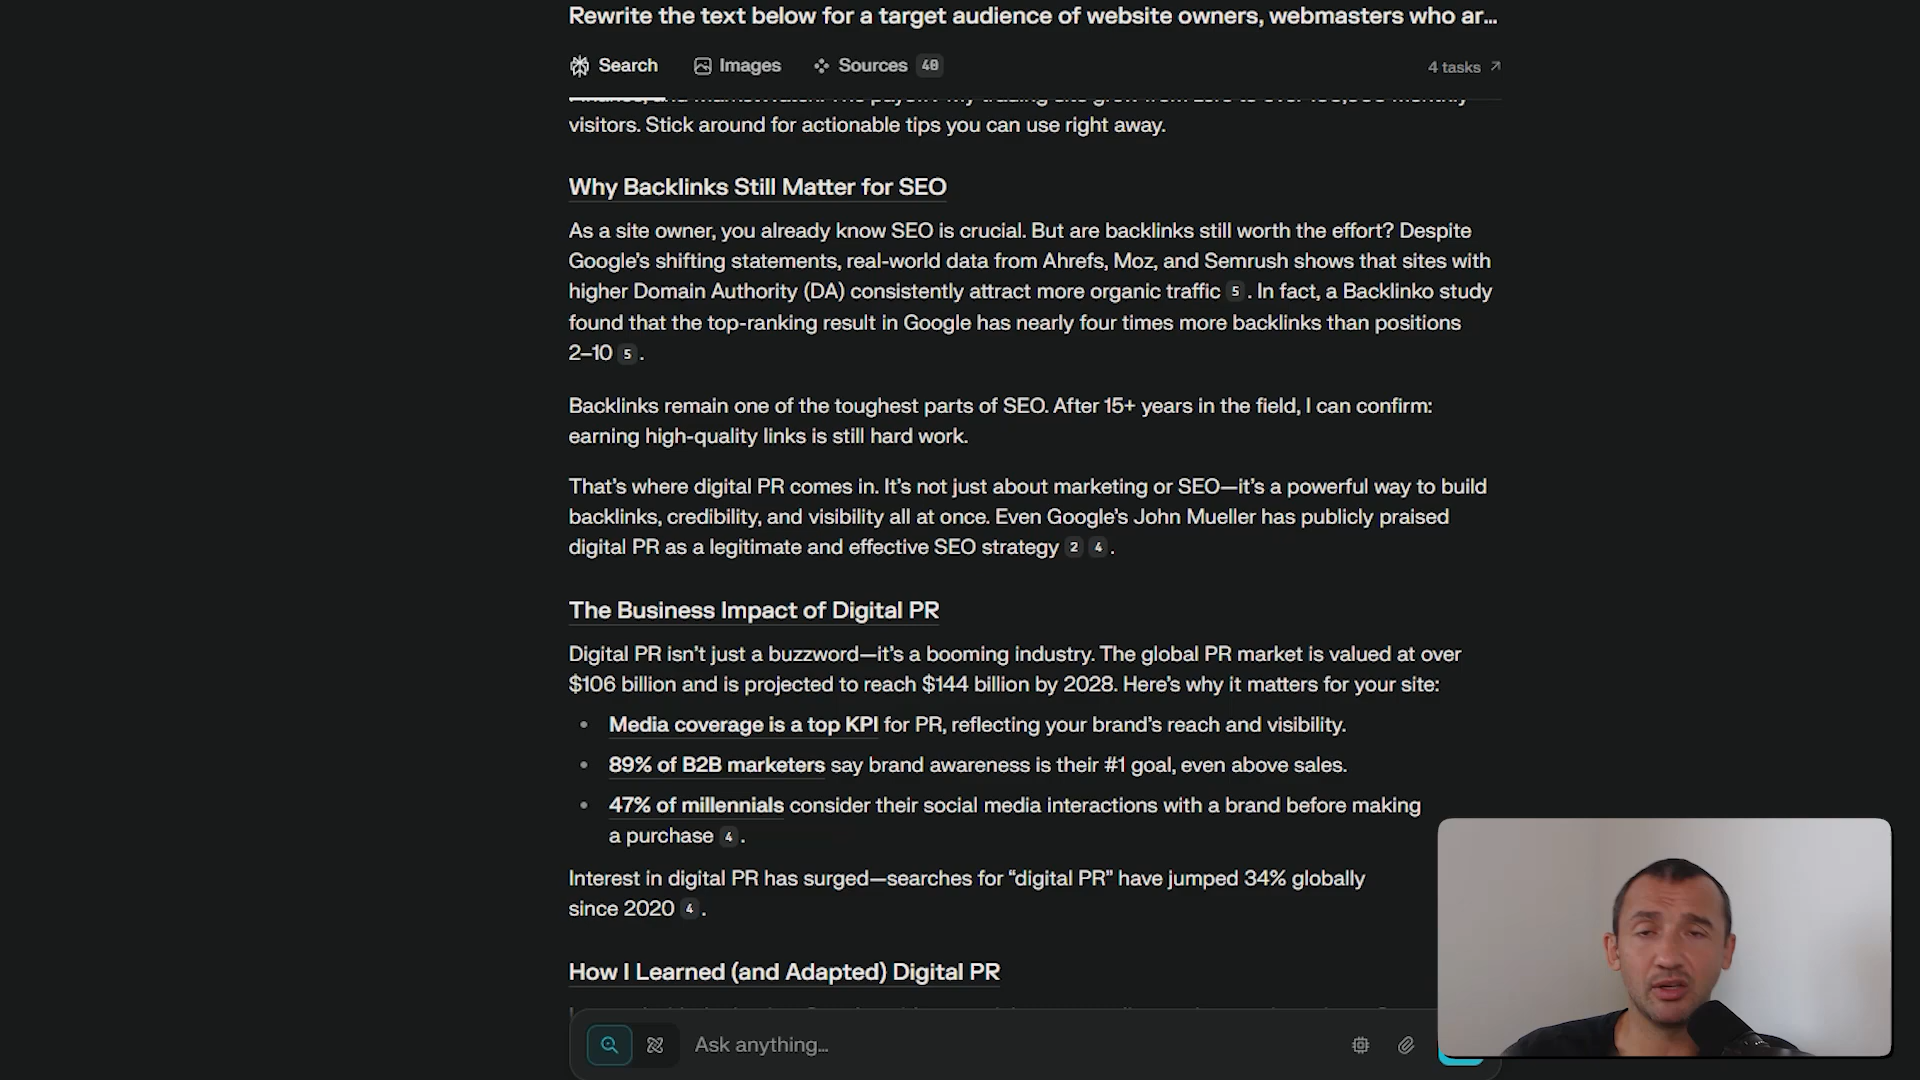 Rewrite the text below for a target audience of website owners, webmasters who ar...
Search
Images
Sources 40
4 tasks
visitors. Stick around for actionable tips you can use right away.
Why Backlinks Still Matter for SEO
As a site owner, you already know SEO is crucial. But are backlinks still worth the effort? Despite
Google's shifting statements, real-world data from Ahrefs, Moz, and Semrush shows that sites with
higher Domain Authority (DA) consistently attract more organic traffic 5 . In fact, a Backlinko study
found that the top-ranking result in Google has nearly four times more backlinks than positions
2–10 5 .
Backlinks remain one of the toughest parts of SEO. After 15+ years in the field, I can confirm:
earning high-quality links is still hard work.
That's where digital PR comes in. It's not just about marketing or SEO—it's a powerful way to build
backlinks, credibility, and visibility all at once. Even Google's John Mueller has publicly praised
digital PR as a legitimate and effective SEO strategy 2 4 .
The Business Impact of Digital PR
Digital PR isn't just a buzzword—it's a booming industry. The global PR market is valued at over
$106 billion and is projected to reach $144 billion by 2028. Here's why it matters for your site:
• Media coverage is a top KPI for PR, reflecting your brand's reach and visibility.
• 89% of B2B marketers say brand awareness is their #1 goal, even above sales.
• 47% of millennials consider their social media interactions with a brand before making
a purchase 4 .
Interest in digital PR has surged—searches for “digital PR” have jumped 34% globally
since 2020 4 .
How I Learned (and Adapted) Digital PR
Ask anything...